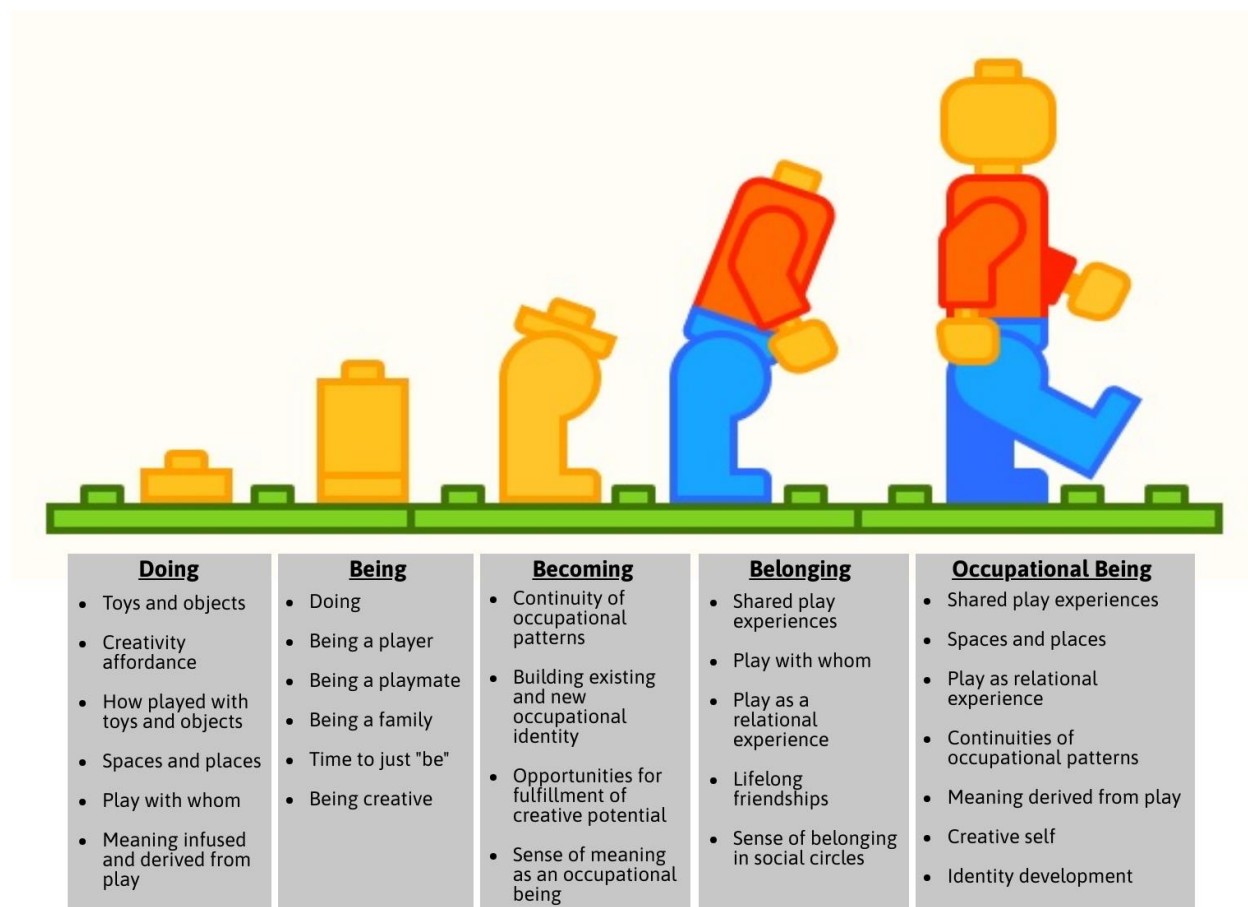 Doing
• Toys and objects
• Creativity
affordance
• How played with
toys and objects
• Spaces and places
• Play with whom
• Meaning infused
and derived from
play
Being
• Doing
• Being a player
• Being a playmate
• Being a family
• Time to just "be"
• Being creative
Becoming
• Continuity of
occupational
patterns
• Building existing
and new
occupational
identity
• Opportunities for
fulfillment of
creative potential
• Sense of meaning
as an occupational
being
Belonging
• Shared play
experiences
• Play with whom
• Play as a
relational
experience
• Lifelong
friendships
• Sense of belonging
in social circles
Occupational Being
• Shared play experiences
• Spaces and places
• Play as relational
experience
• Continuities of
occupational patterns
• Meaning derived from play
• Creative self
• Identity development